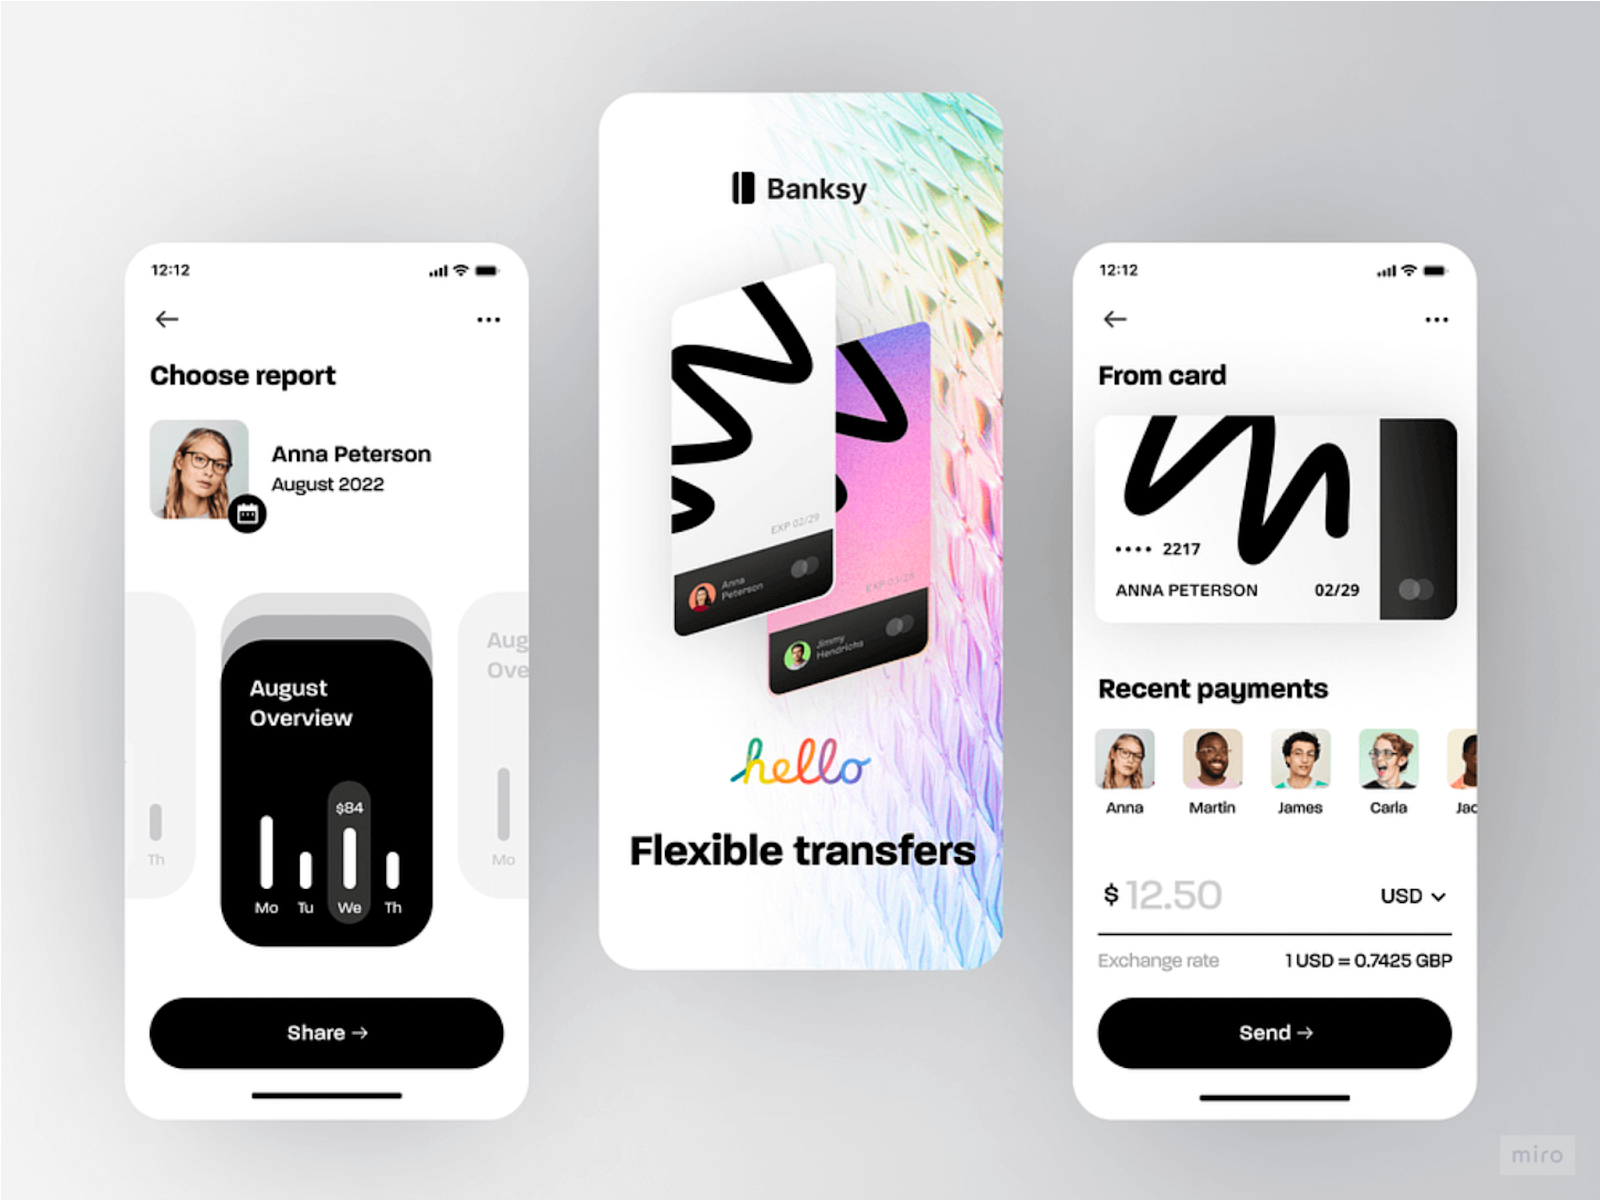 12:12
Choose report
Anna Peterson
August 2022
August
Overview
$84
Mo Tu We Th
Th
Aug
Ove
Mo
Share →
Banksy
EXP 02/29
Anna
Peterson
EXP 03/28
Jimmy
Hendrichs
hello
Flexible transfers
12:12
From card
•••• 2217
ANNA PETERSON 02/29
Recent payments
Anna Martin James Carla Jac
$ 12.50 USD
Exchange rate 1 USD = 0.7425 GBP
Send →
miro